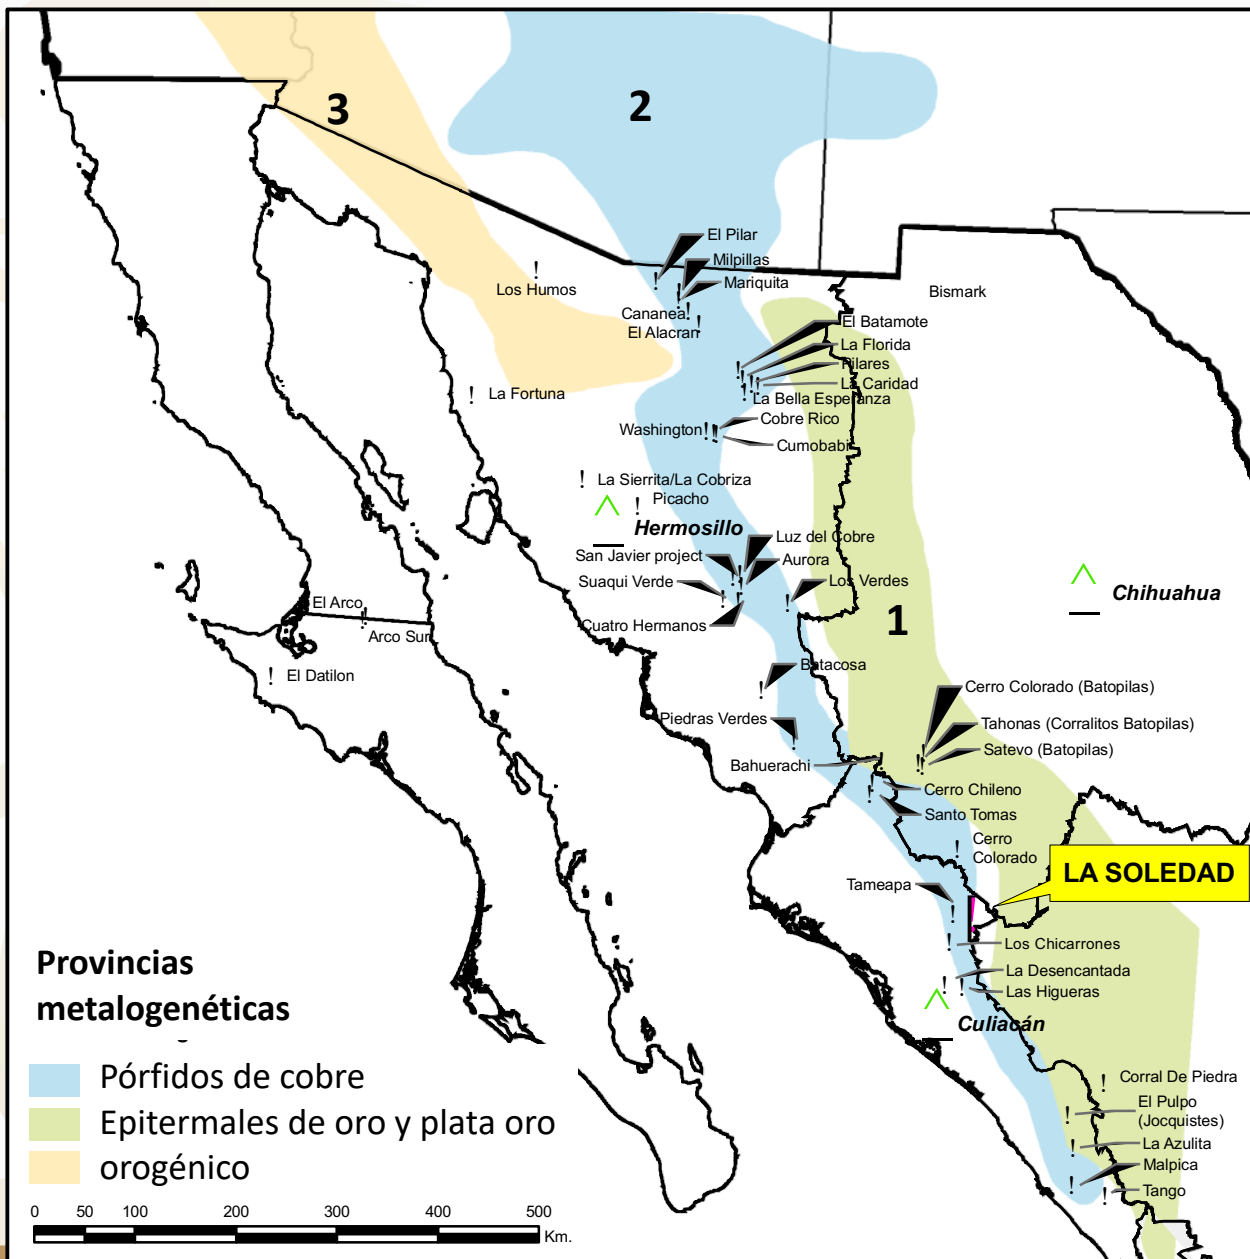 3
2
El Pilar
Milpillas
Mariquita
Los Humos
Bismark
Cananea
El Alacran
El Batamote
La Florida
Pilares
La Caridad
La Fortuna
La Bella Esperanza
Cobre Rico
Washington
Cumobabi
La Sierrita/La Cobriza
Picacho
Hermosillo
Luz del Cobre
San Javier project
Aurora
Suaqui Verde
Los Verdes
Chihuahua
El Arco
1
Arco Sur
Cuatro Hermanos
Batacosa
El Datilon
Cerro Colorado (Batopilas)
Piedras Verdes
Tahonas (Corralitos Batopilas)
Satevo (Batopilas)
Bahuerachi
Cerro Chileno
Santo Tomas
Cerro
Colorado
LA SOLEDAD
Tameapa
Los Chicarrones
La Desencantada
Las Higueras
Culiacán
Corral De Piedra
El Pulpo
(Jocquistes)
La Azulita
Malpica
Tango
Provincias
metalogenéticas
Pórfidos de cobre
Epitermales de oro y plata oro
orogénico
0 50 100 200 300 400 500
Km.